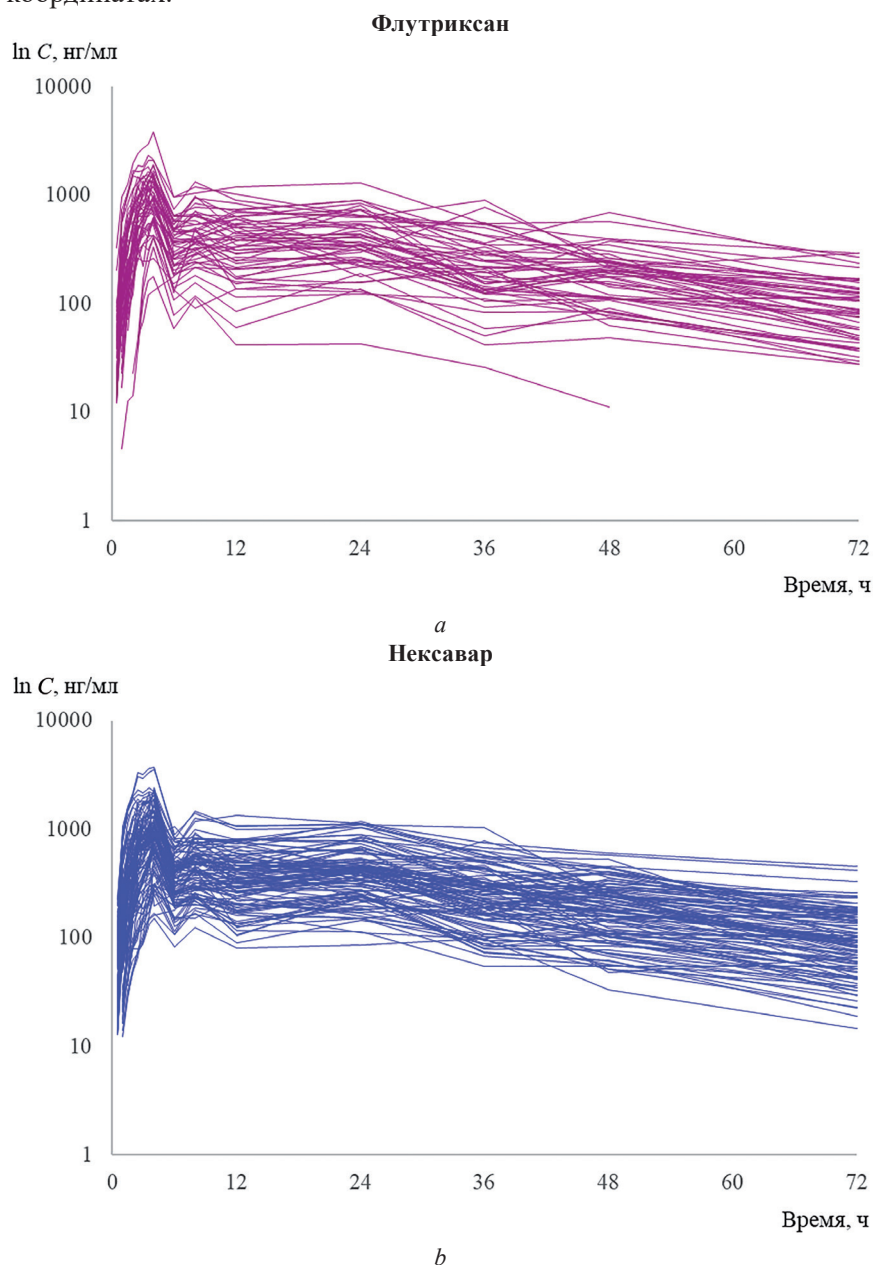 координатах.
Флутриксан
ln C, нг/мл
10000
1000
100
10
1
0 12 24 36 48 60 72
Время, ч
a
Нексавар
ln C, нг/мл
10000
1000
100
10
1
0 12 24 36 48 60 72
Время, ч
b